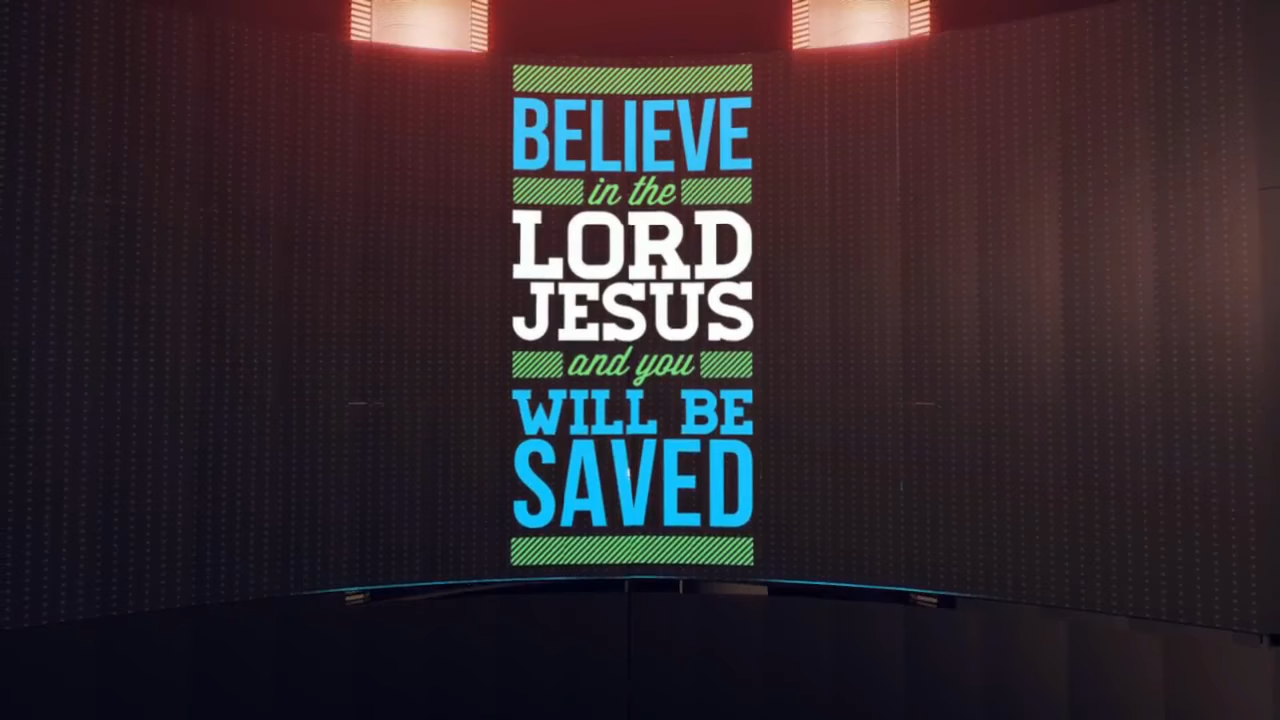 BELIEVE
in the
LORD
JESUS
and you
WILL BE
SAVED